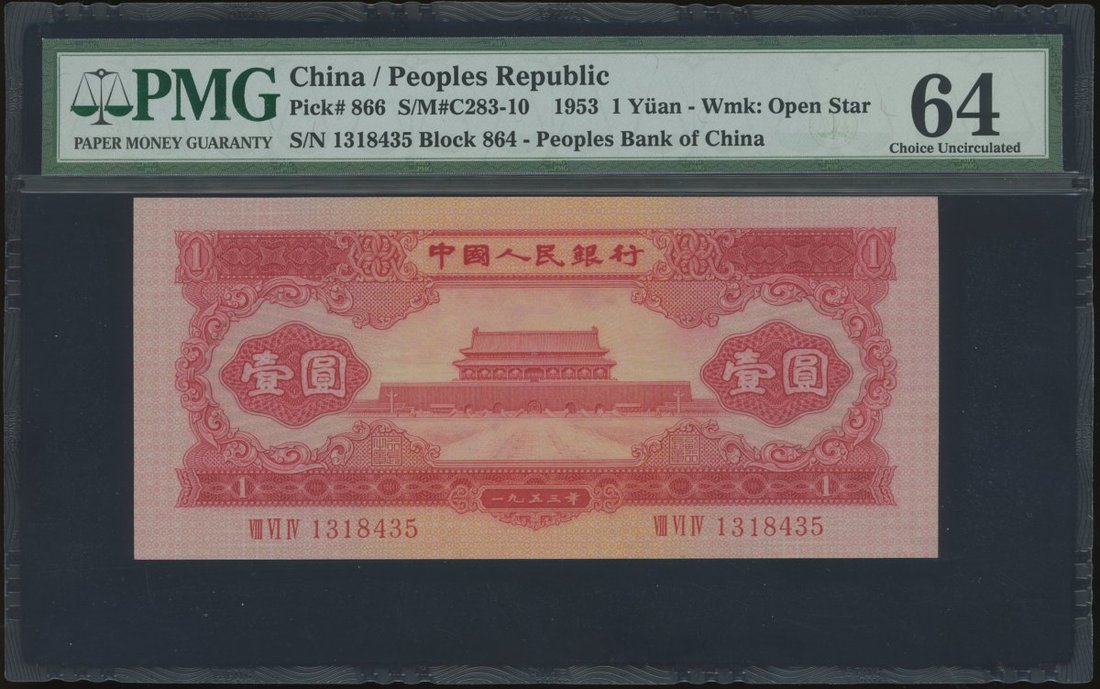 PMG
PAPER MONEY GUARANTY
China / Peoples Republic
Pick# 866 S/M#C283-10 1953 1 Yüan - Wmk: Open Star
S/N 1318435 Block 864 - Peoples Bank of China
64
Choice Uncirculated
1 中國人民銀行 1
壹圓 壹圓
1 一九五三年 1
Ⅷ Ⅵ Ⅳ 1318435 Ⅷ Ⅵ Ⅳ 1318435